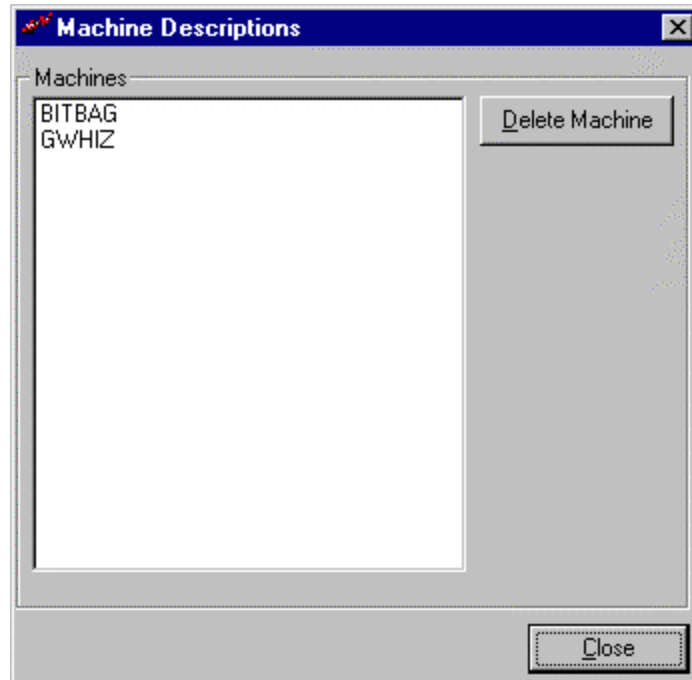 Machine Descriptions
Machines
BITBAG
GWHIZ
Delete Machine
Close